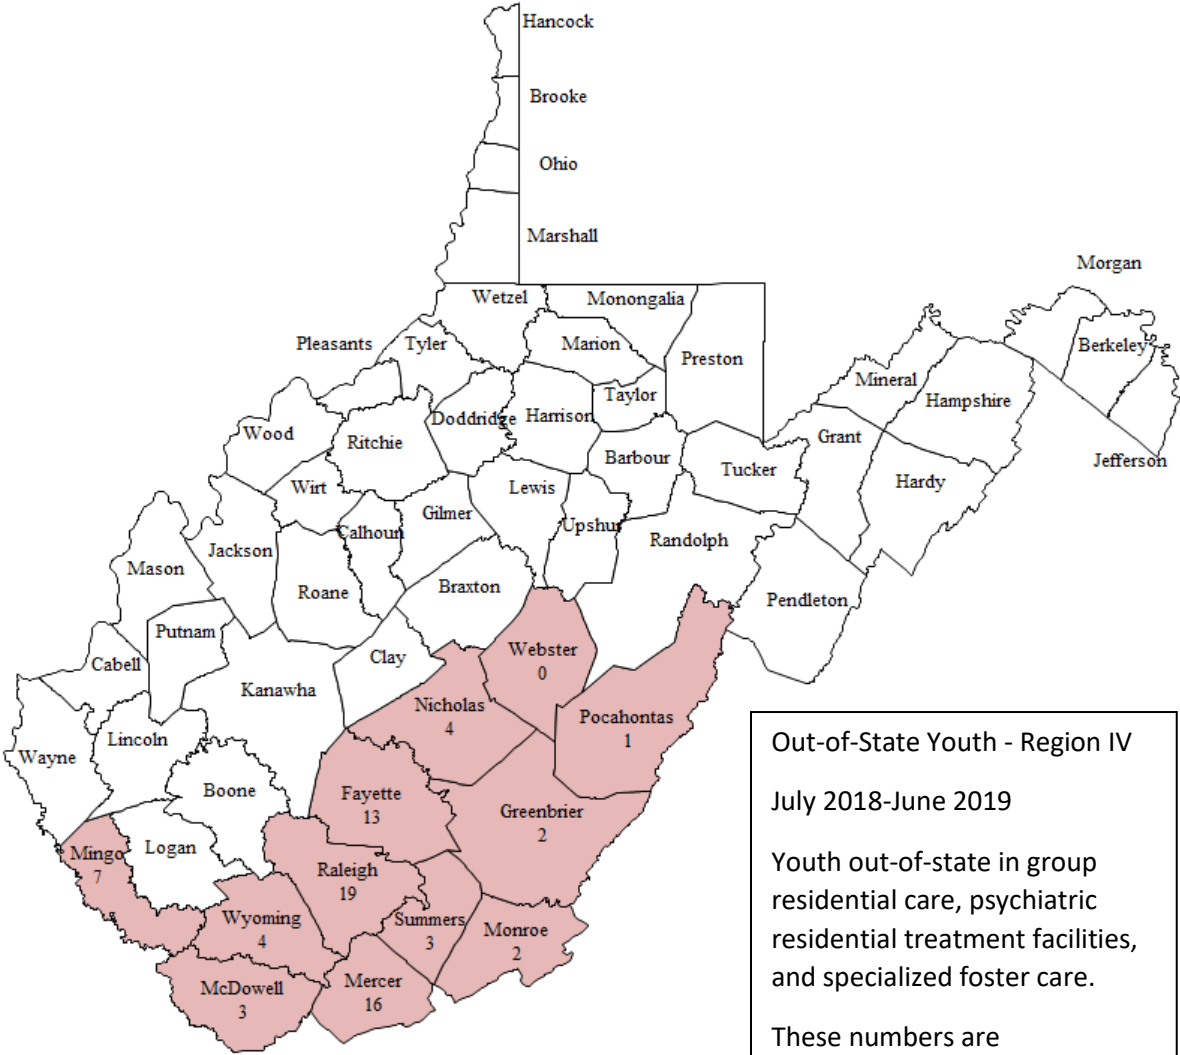 Hancock
Brooke
Ohio
Marshall
Morgan
Wetzel
Monongalia
Pleasants
Tyler
Marion
Berkeley
Preston
Mineral
Taylor
Hampshire
Doddridge
Harrison
Wood
Ritchie
Grant
Barbour
Jefferson
Tucker
Hardy
Wirt
Lewis
Gilmer
Upshur
Calhoun
Randolph
Jackson
Mason
Braxton
Roane
Pendleton
Putnam
Webster
0
Clay
Cabell
Kanawha
Nicholas
4
Pocahontas
1
Lincoln
Wayne
Boone
Fayette
13
Greenbrier
2
Logan
Mingo
7
Raleigh
19
Wyoming
4
Summers
3
Monroe
2
McDowell
3
Mercer
16
Out-of-State Youth - Region IV
July 2018-June 2019
Youth out-of-state in group
residential care, psychiatric
residential treatment facilities,
and specialized foster care.
These numbers are